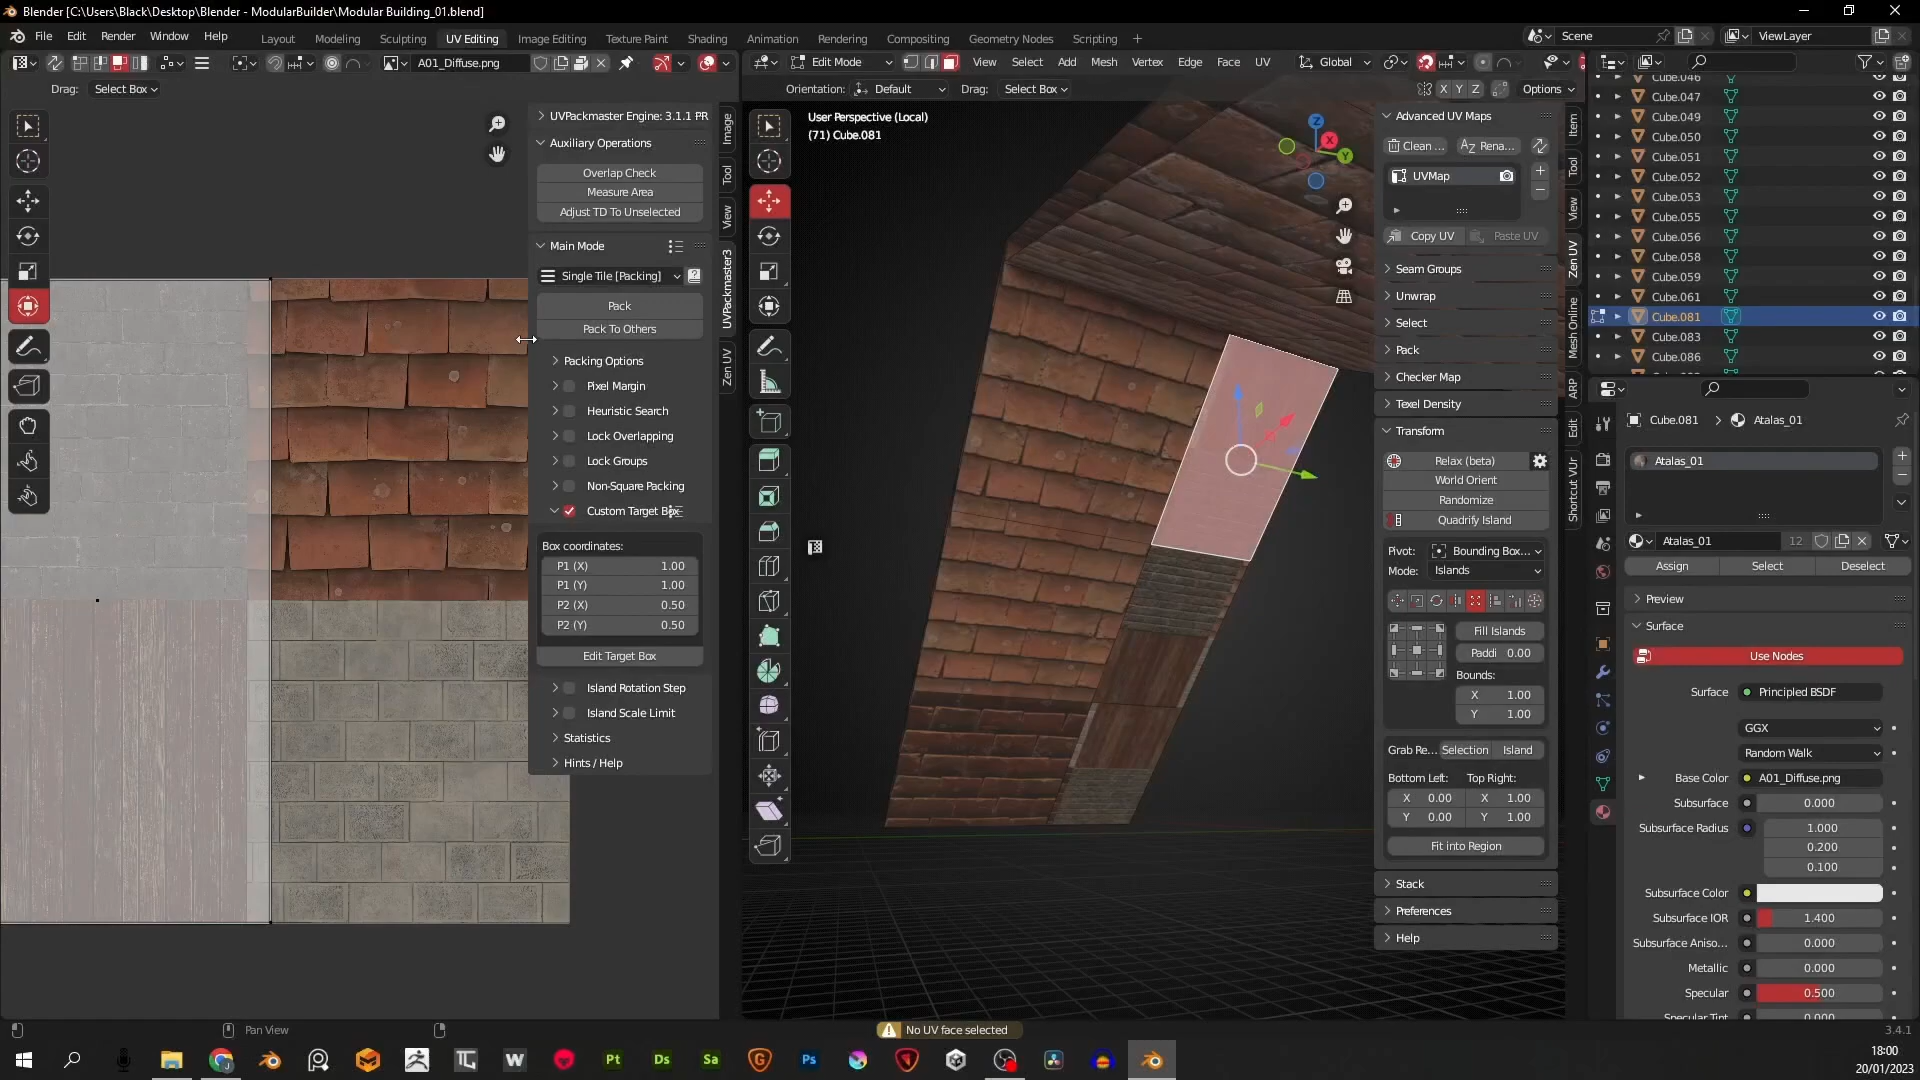 Blender [C:\Users\Black\Desktop\Blender - ModularBuilder\Modular Building_01.blend]
File Edit Render Window Help
Layout Modeling Sculpting UV Editing Image Editing Texture Paint Shading Animation Rendering Compositing Geometry Nodes Scripting +
Scene
ViewLayer
A01_Diffuse.png
Edit Mode
View Select Add Mesh Vertex Edge Face UV
Global
Drag: Select Box
Orientation: Default Drag: Select Box
X Y Z
Options
UVPackmaster Engine: 3.1.1 PR
Auxiliary Operations
Overlap Check
Measure Area
Adjust TD To Unselected
Main Mode
Single Tile [Packing]
Pack
Pack To Others
Packing Options
Pixel Margin
Heuristic Search
Lock Overlapping
Lock Groups
Non-Square Packing
Custom Target Box
Box coordinates:
P1 (X) 1.00
P1 (Y) 1.00
P2 (X) 0.50
P2 (Y) 0.50
Edit Target Box
Island Rotation Step
Island Scale Limit
Statistics
Hints / Help
Image
Tool
View
UVPackmaster3
Zen UV
User Perspective (Local)
(71) Cube.081
Z
X
Y
Advanced UV Maps
Clean ...
Rena...
UVMap
Copy UV
Paste UV
Seam Groups
Unwrap
Select
Pack
Checker Map
Texel Density
Transform
Relax (beta)
World Orient
Randomize
Quadrify Island
Pivot: Bounding Box...
Mode: Islands
Fill Islands
Paddi 0.00
Bounds:
X 1.00
Y 1.00
Grab Re... Selection Island
Bottom Left: Top Right:
X 0.00 X 1.00
Y 0.00 Y 1.00
Fit into Region
Stack
Preferences
Help
Item
Tool
View
Zen UV
Mesh Online
ARP
Edit
Shortcut VUr
Cube.046
Cube.047
Cube.049
Cube.050
Cube.051
Cube.052
Cube.053
Cube.055
Cube.056
Cube.058
Cube.059
Cube.061
Cube.081
Cube.083
Cube.086
Cube.081 > Atalas_01
Atalas_01
Atalas_01 12
Assign Select Deselect
Preview
Surface
Use Nodes
Surface Principled BSDF
GGX
Random Walk
Base Color A01_Diffuse.png
Subsurface 0.000
Subsurface Radius 1.000
0.200
0.100
Subsurface Color
Subsurface IOR 1.400
Subsurface Aniso... 0.000
Metallic 0.000
Specular 0.500
Specular Tint 0.000
Pan View
No UV face selected
3.4.1
W Pt Ds Sa Ps
18:00
20/01/2023